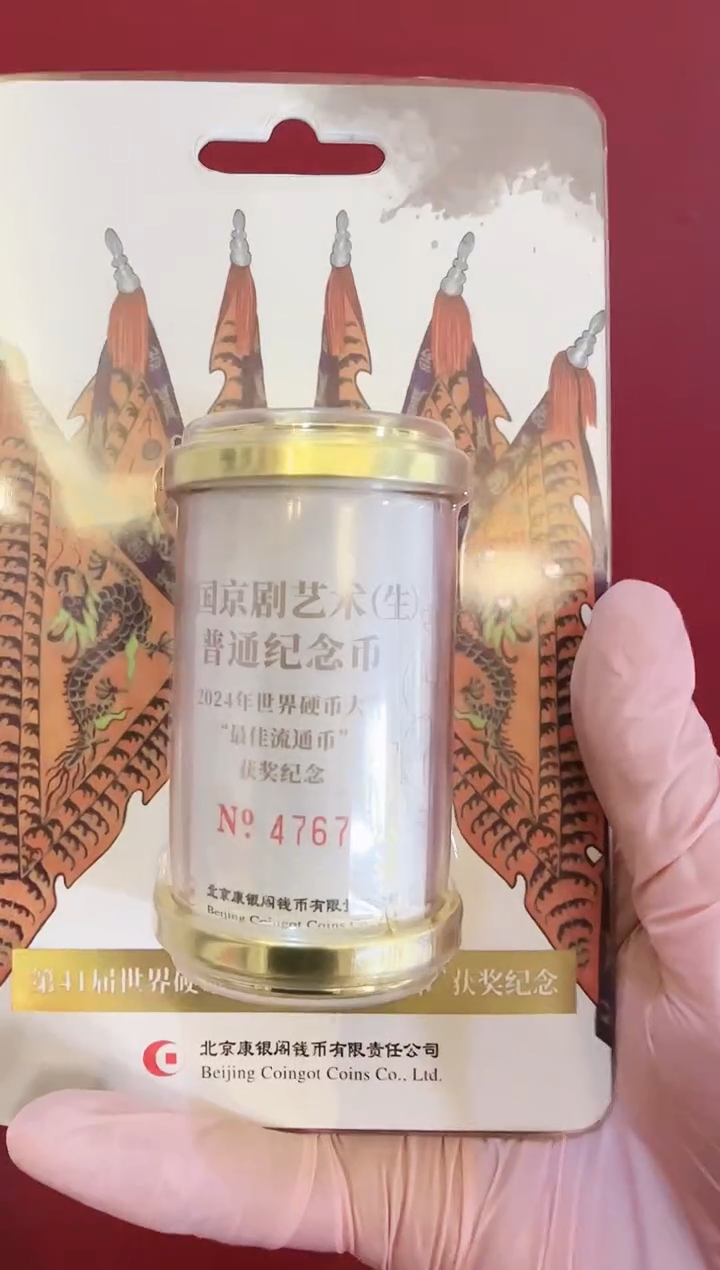 国京剧艺术(生)
普通纪念币
2024年世界硬币大
“最佳流通币”
获奖纪念
Nº 4767
北京康银阁钱币有限
Beijing Coingot Coins
第41届世界硬 获奖纪念
北京康银阁钱币有限责任公司
Beijing Coingot Coins Co., Ltd.